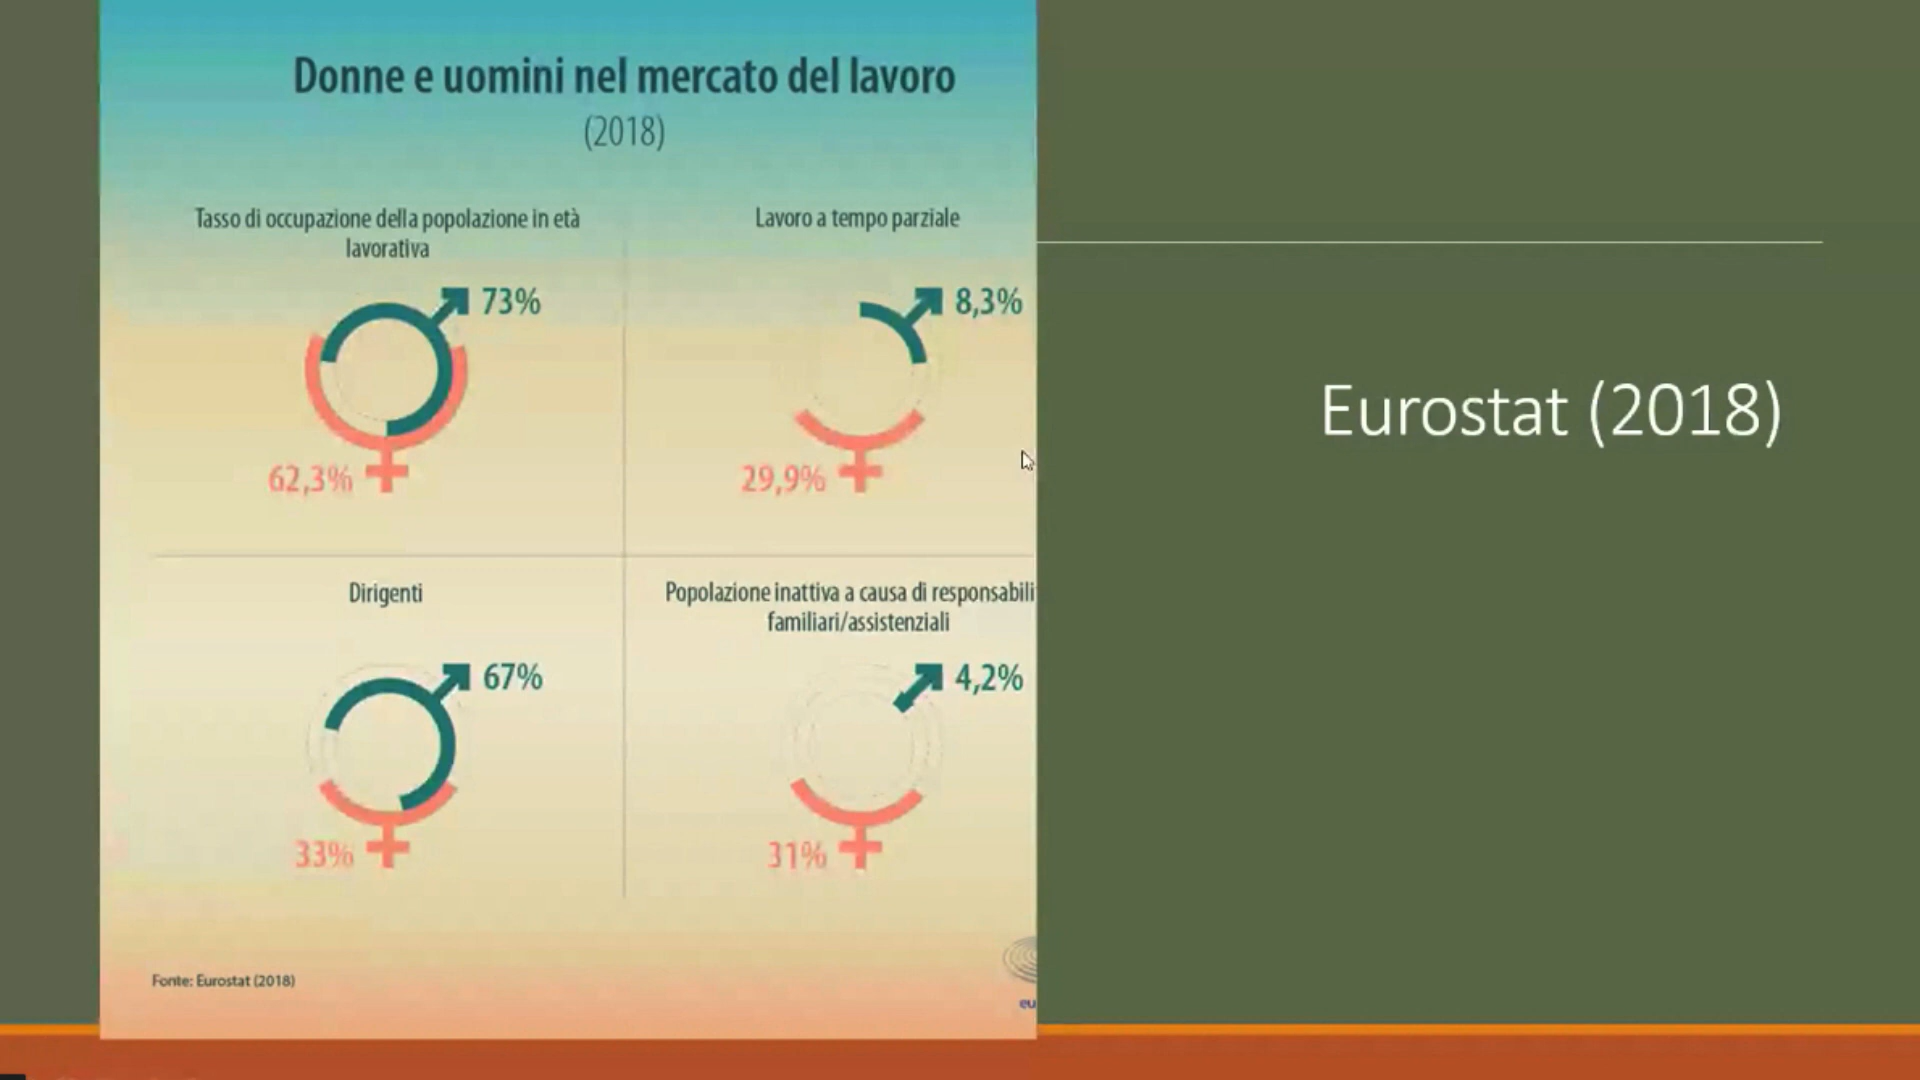 Donne e uomini nel mercato del lavoro
(2018)
Tasso di occupazione della popolazione in età
lavorativa
73%
62,3%
Lavoro a tempo parziale
8,3%
29,9%
Dirigenti
67%
33%
Popolazione inattiva a causa di responsabili
familiari/assistenziali
4,2%
31%
Fonte: Eurostat (2018)
eu
Eurostat (2018)